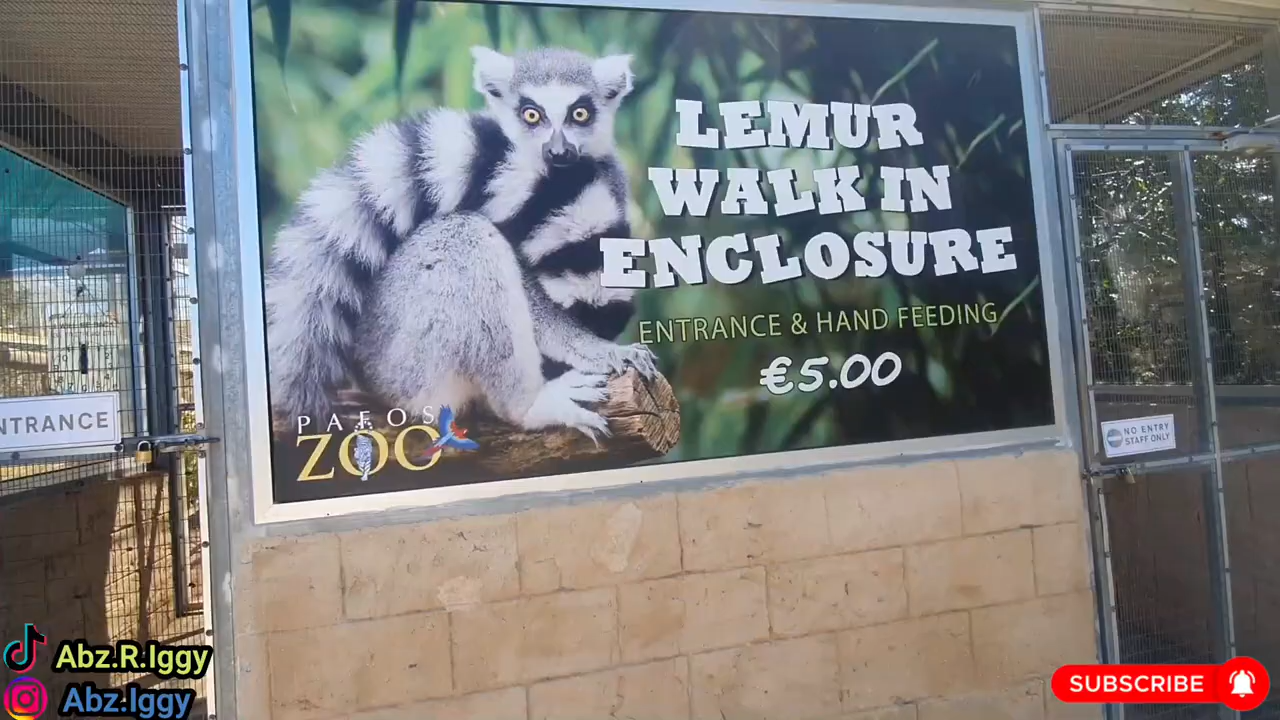 LEMUR
WALK IN
ENCLOSURE
ENTRANCE & HAND FEEDING
€5.00
PAFOS
ZOO
NTRANCE
NO ENTRY
STAFF ONLY
Abz.R.Iggy
Abz.Iggy
SUBSCRIBE